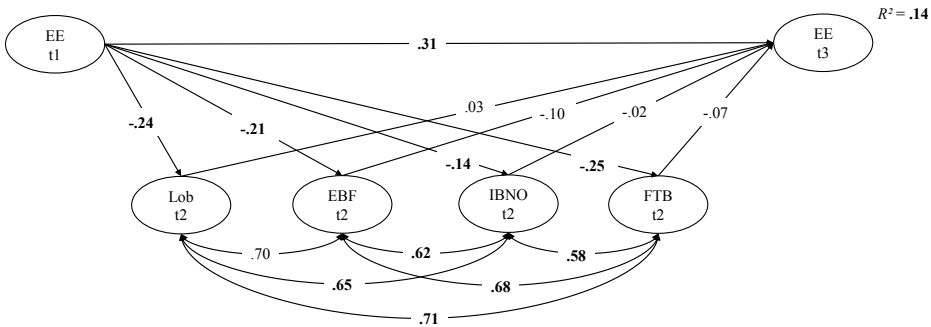 R² = .14
EE
t1
EE
t3
.31
.03
-.10
-.02
-.07
-.24
-.21
-.14
-.25
Lob
t2
EBF
t2
IBNO
t2
FTB
t2
.70
.62
.58
.65
.68
.71